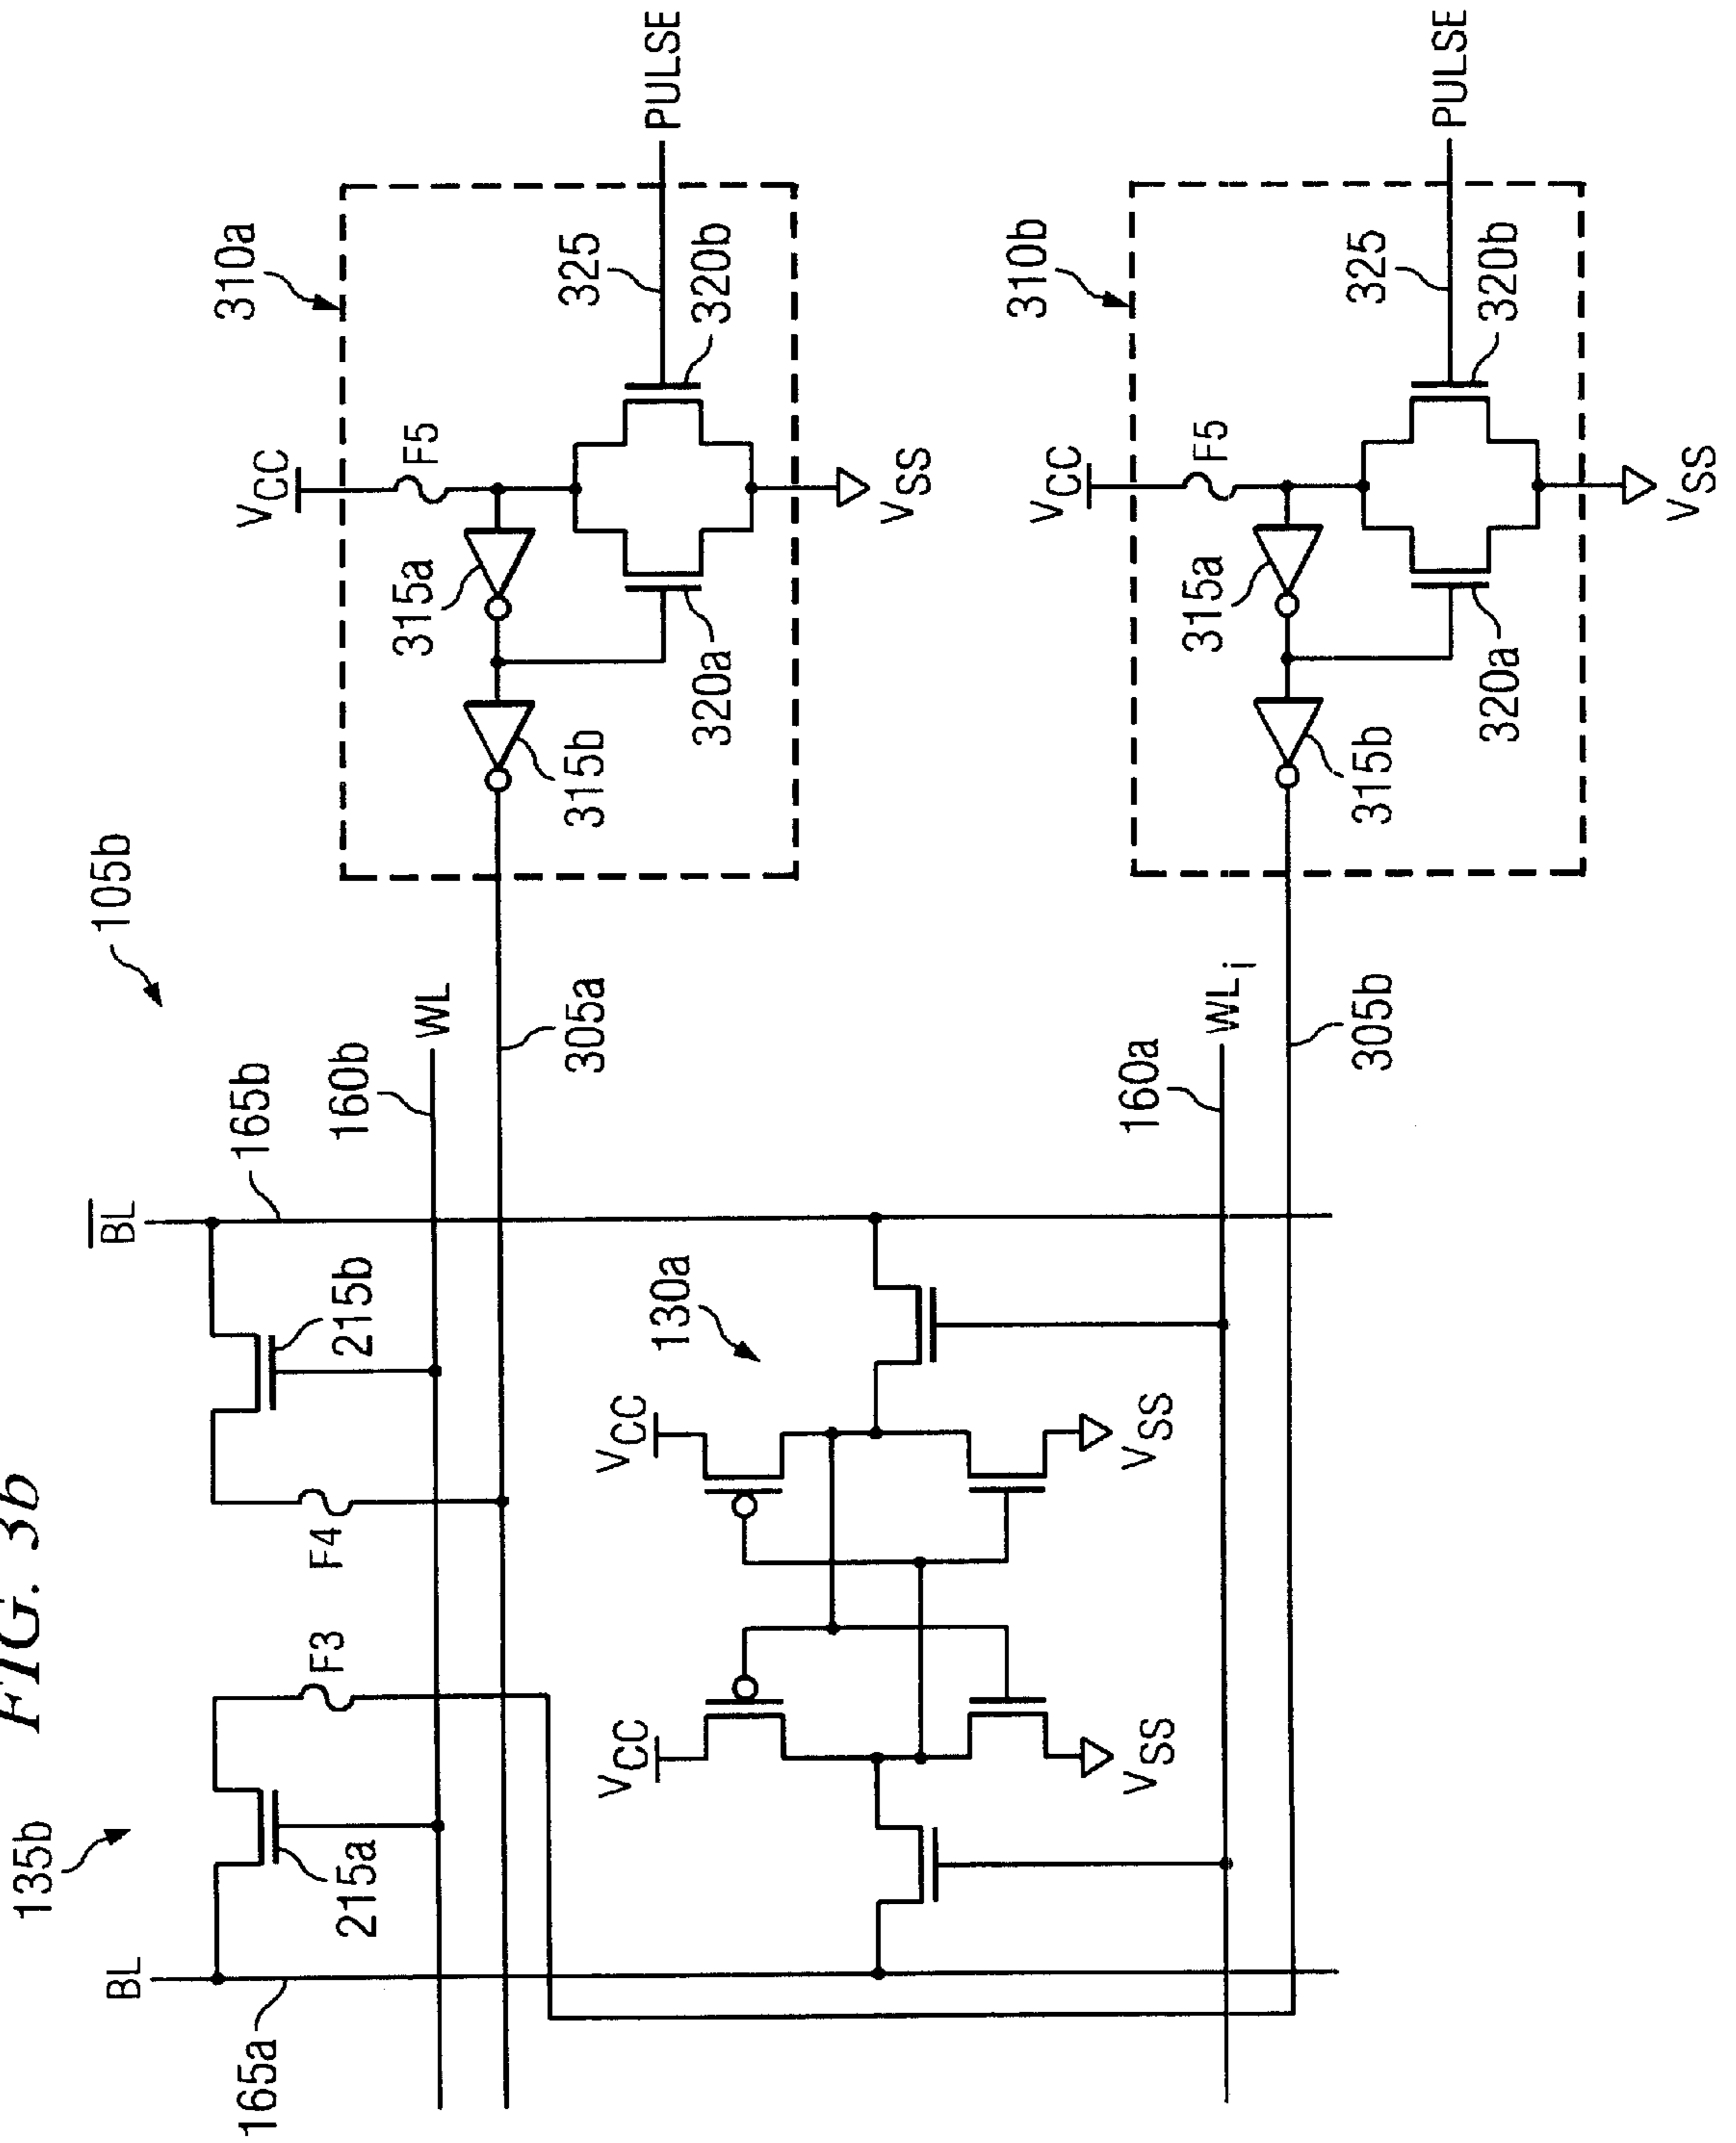 FIG. 3b
105b
135b
BL
BL
165a
165b
215a
215b
F3
F4
160b
WL
305a
130a
VCC
VCC
VSS
VSS
160a
WLi
305b
310a
VCC
F5
315a
315b
320a
320b
325
PULSE
VSS
310b
VCC
F5
315a
315b
320a
320b
325
PULSE
VSS